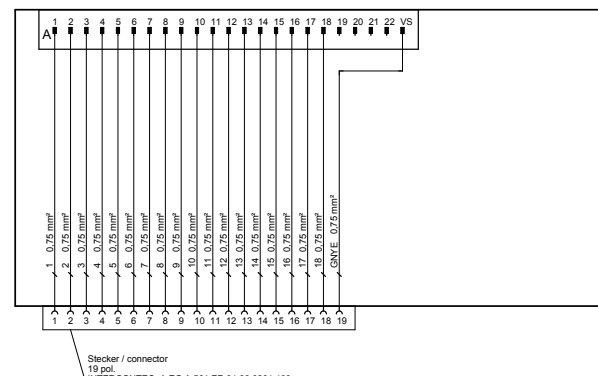 1 2 3 4 5 6 7 8 9 10 11 12 13 14 15 16 17 18 19 20 21 22 VS
A
1 0,75 mm²
2 0,75 mm²
3 0,75 mm²
4 0,75 mm²
5 0,75 mm²
6 0,75 mm²
7 0,75 mm²
8 0,75 mm²
9 0,75 mm²
10 0,75 mm²
11 0,75 mm²
12 0,75 mm²
13 0,75 mm²
14 0,75 mm²
15 0,75 mm²
16 0,75 mm²
17 0,75 mm²
18 0,75 mm²
GNYE 0,75 mm²
1 2 3 4 5 6 7 8 9 10 11 12 13 14 15 16 17 18 19
Stecker / connector
19 pol.